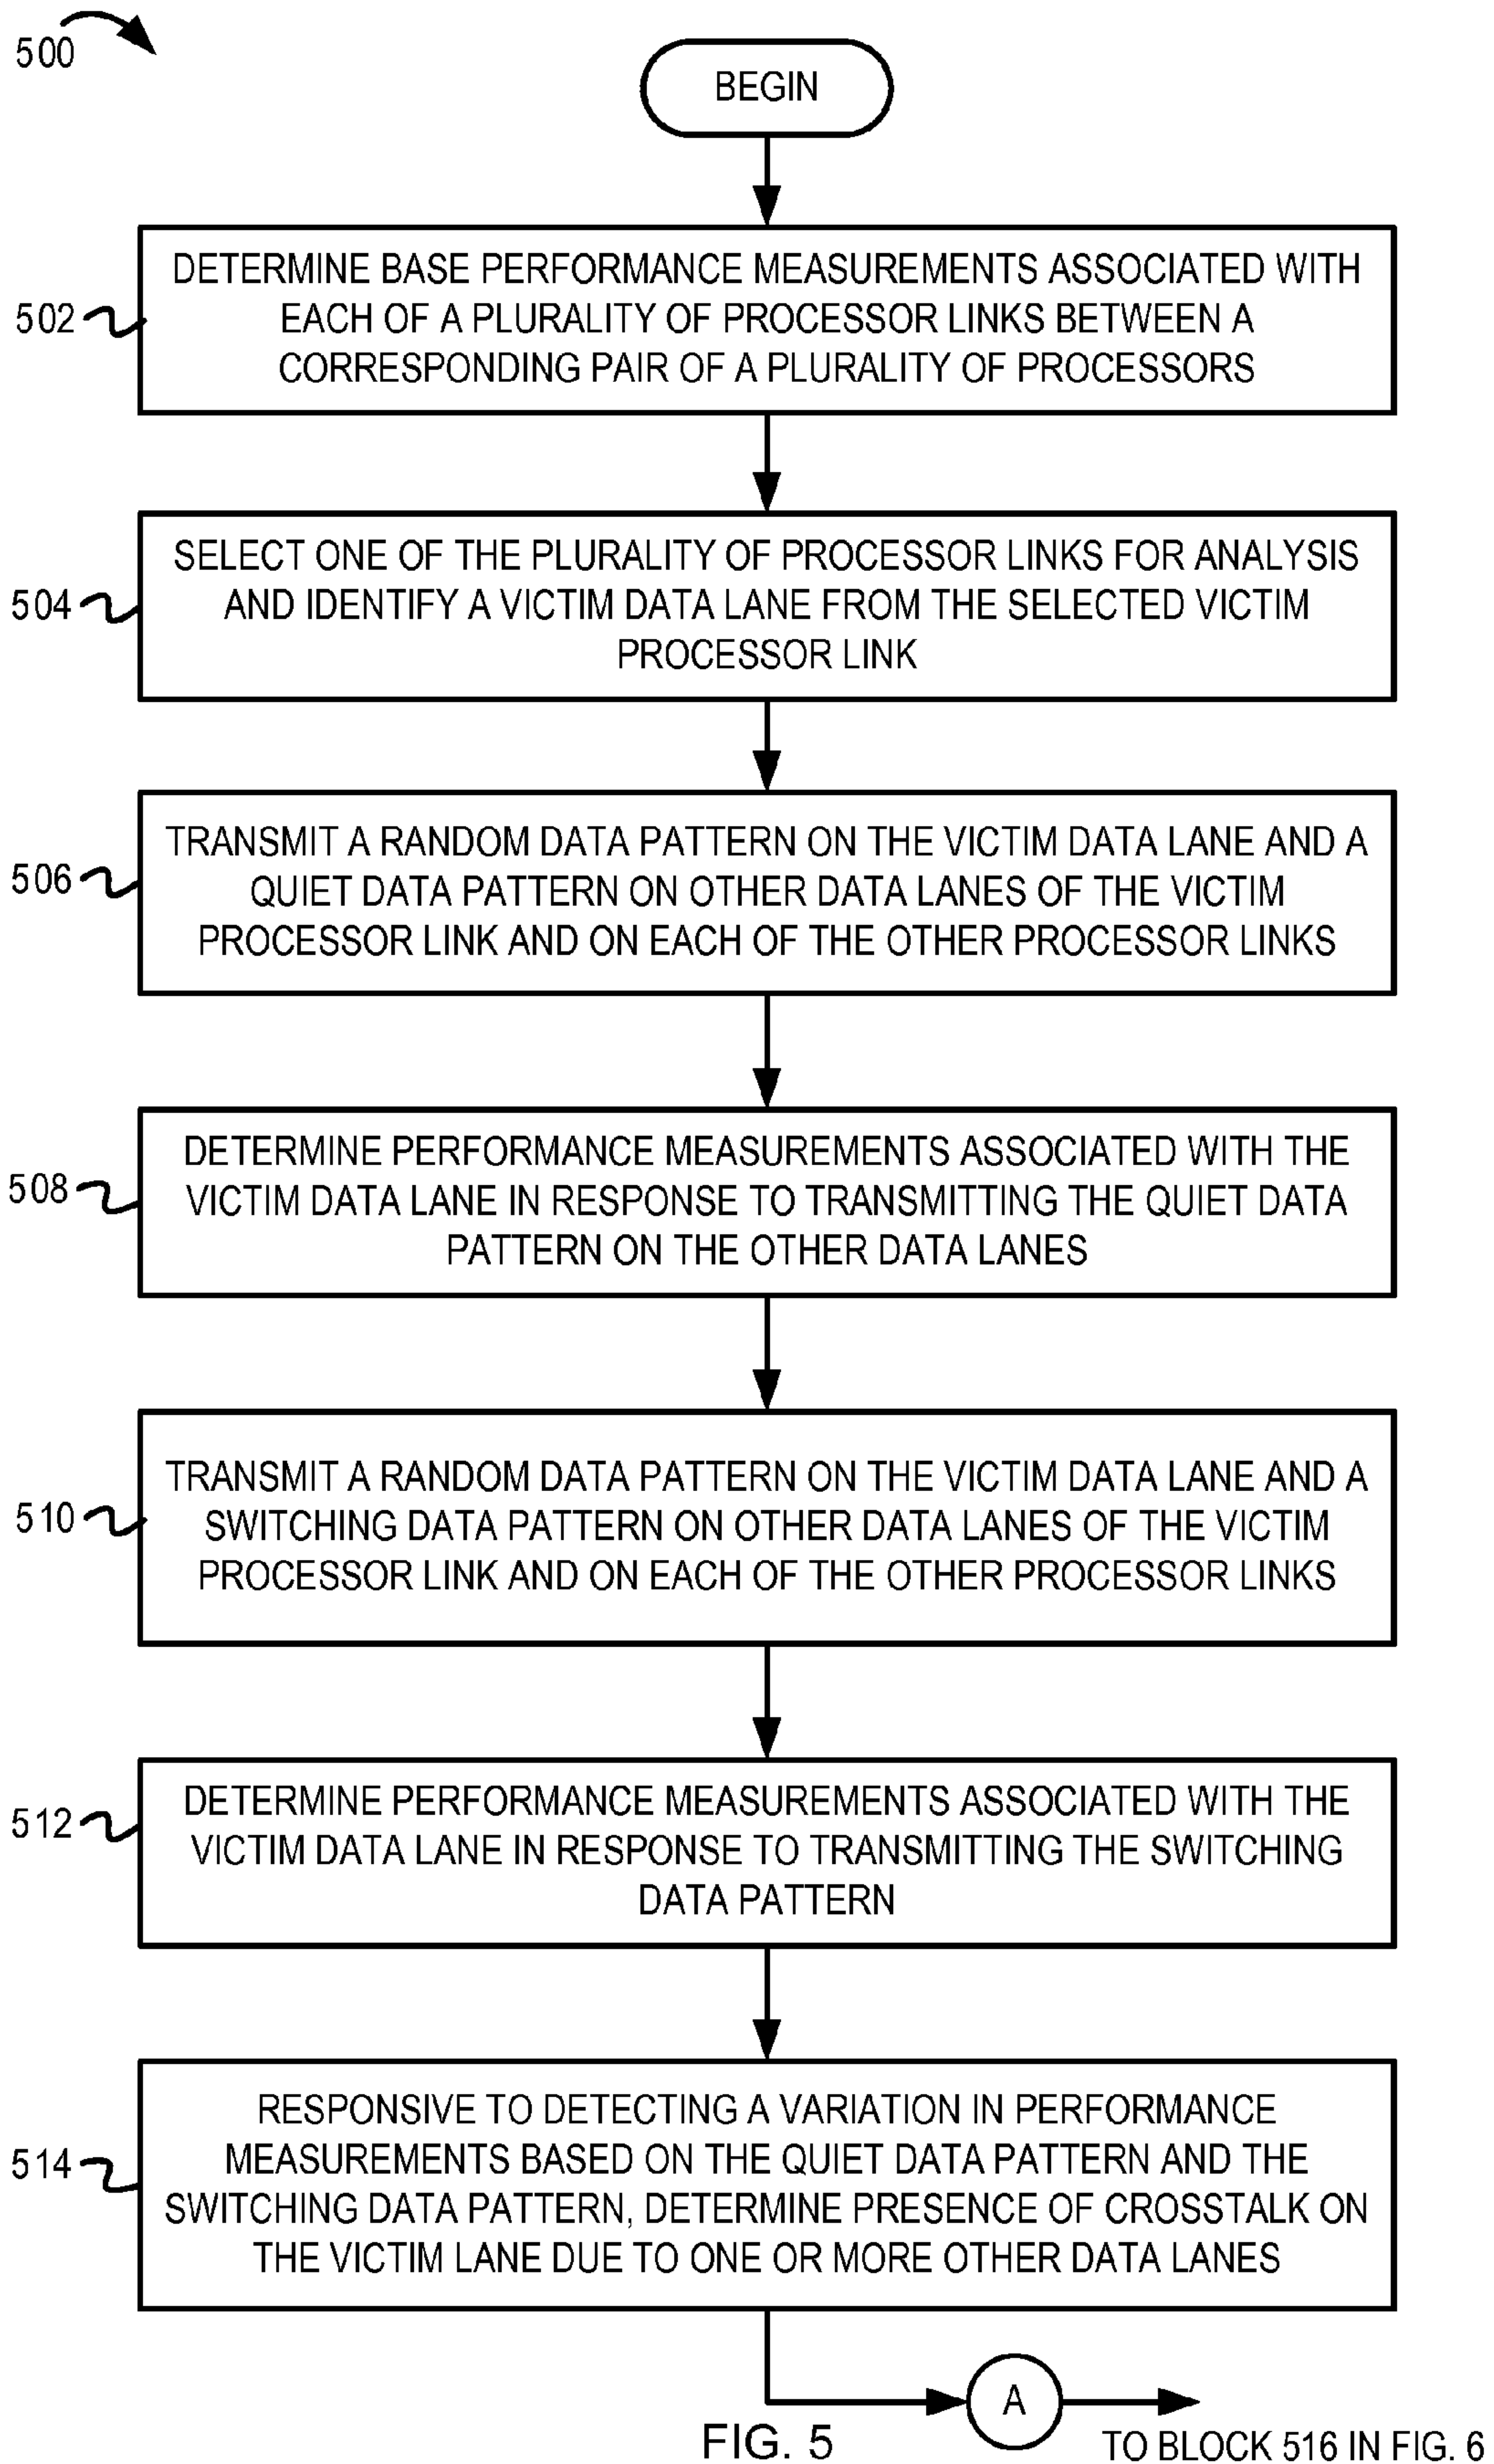 500
BEGIN
502
DETERMINE BASE PERFORMANCE MEASUREMENTS ASSOCIATED WITH
EACH OF A PLURALITY OF PROCESSOR LINKS BETWEEN A
CORRESPONDING PAIR OF A PLURALITY OF PROCESSORS
504
SELECT ONE OF THE PLURALITY OF PROCESSOR LINKS FOR ANALYSIS
AND IDENTIFY A VICTIM DATA LANE FROM THE SELECTED VICTIM
PROCESSOR LINK
506
TRANSMIT A RANDOM DATA PATTERN ON THE VICTIM DATA LANE AND A
QUIET DATA PATTERN ON OTHER DATA LANES OF THE VICTIM
PROCESSOR LINK AND ON EACH OF THE OTHER PROCESSOR LINKS
508
DETERMINE PERFORMANCE MEASUREMENTS ASSOCIATED WITH THE
VICTIM DATA LANE IN RESPONSE TO TRANSMITTING THE QUIET DATA
PATTERN ON THE OTHER DATA LANES
510
TRANSMIT A RANDOM DATA PATTERN ON THE VICTIM DATA LANE AND A
SWITCHING DATA PATTERN ON OTHER DATA LANES OF THE VICTIM
PROCESSOR LINK AND ON EACH OF THE OTHER PROCESSOR LINKS
512
DETERMINE PERFORMANCE MEASUREMENTS ASSOCIATED WITH THE
VICTIM DATA LANE IN RESPONSE TO TRANSMITTING THE SWITCHING
DATA PATTERN
514
RESPONSIVE TO DETECTING A VARIATION IN PERFORMANCE
MEASUREMENTS BASED ON THE QUIET DATA PATTERN AND THE
SWITCHING DATA PATTERN, DETERMINE PRESENCE OF CROSSTALK ON
THE VICTIM LANE DUE TO ONE OR MORE OTHER DATA LANES
A
FIG. 5
TO BLOCK 516 IN FIG. 6